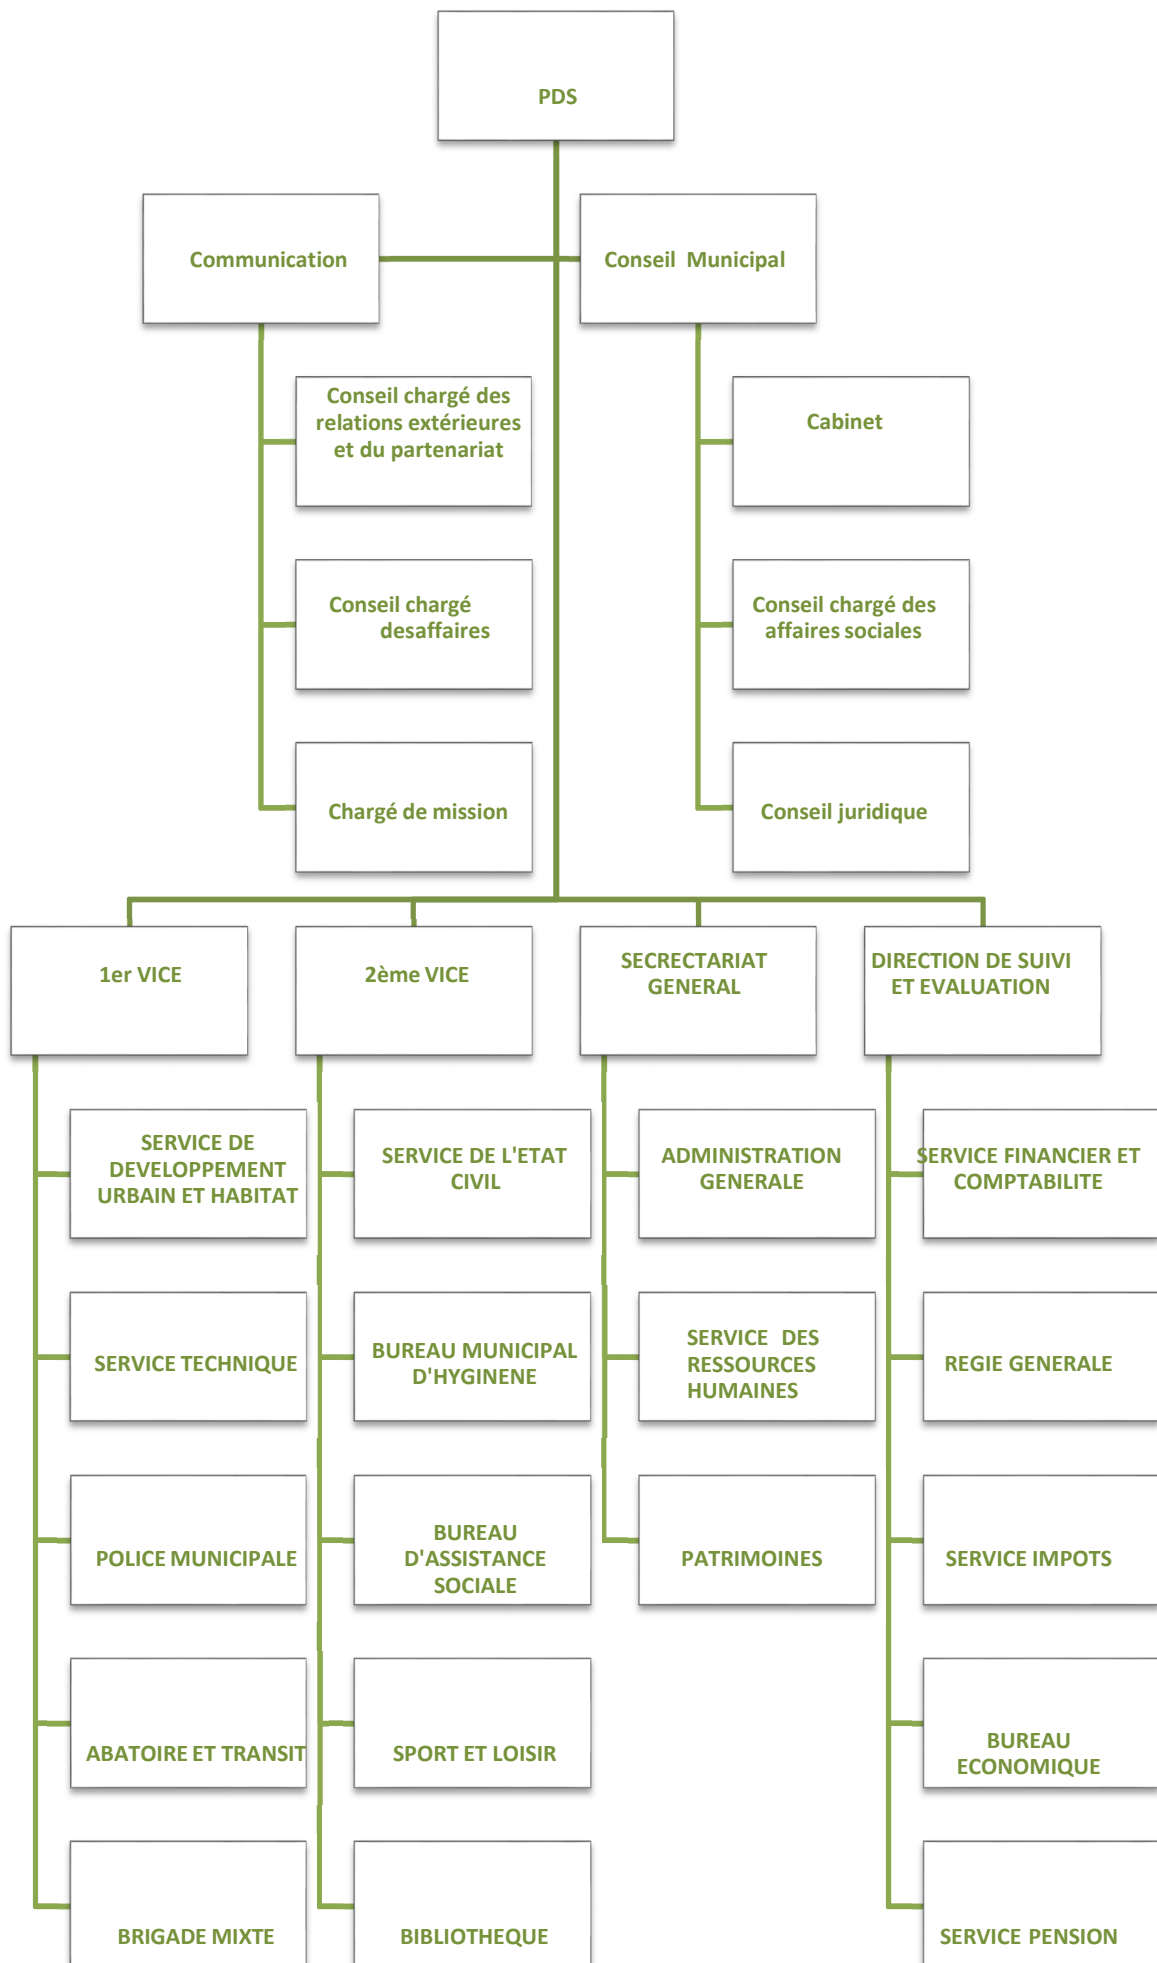 PDS
Communication
Conseil Municipal
Conseil chargé des
relations extérieures
et du partenariat
Cabinet
Conseil chargé
desaffaires
Conseil chargé des
affaires sociales
Chargé de mission
Conseil juridique
1er VICE
2ème VICE
SECRECTARIAT
GENERAL
DIRECTION DE SUIVI
ET EVALUATION
SERVICE DE
DEVELOPPEMENT
URBAIN ET HABITAT
SERVICE DE L'ETAT
CIVIL
ADMINISTRATION
GENERALE
SERVICE FINANCIER ET
COMPTABILITE
SERVICE TECHNIQUE
BUREAU MUNICIPAL
D'HYGINENE
SERVICE DES
RESSOURCES
HUMAINES
REGIE GENERALE
POLICE MUNICIPALE
BUREAU
D'ASSISTANCE
SOCIALE
PATRIMOINES
SERVICE IMPOTS
ABATOIRE ET TRANSIT
SPORT ET LOISIR
BUREAU
ECONOMIQUE
BRIGADE MIXTE
BIBLIOTHEQUE
SERVICE PENSION